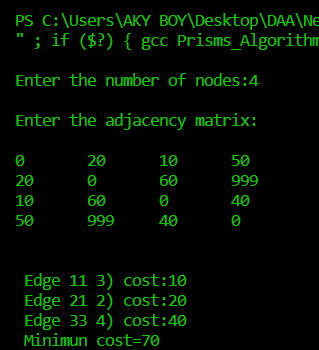 PS C:\Users\AKY BOY\Desktop\DAA\Ne
" ; if ($?) { gcc Prisms_Algorithm
Enter the number of nodes:4
Enter the adjacency matrix:
0 20 10 50
20 0 60 999
10 60 0 40
50 999 40 0
Edge 11 3) cost:10
Edge 21 2) cost:20
Edge 33 4) cost:40
Minimun cost=70